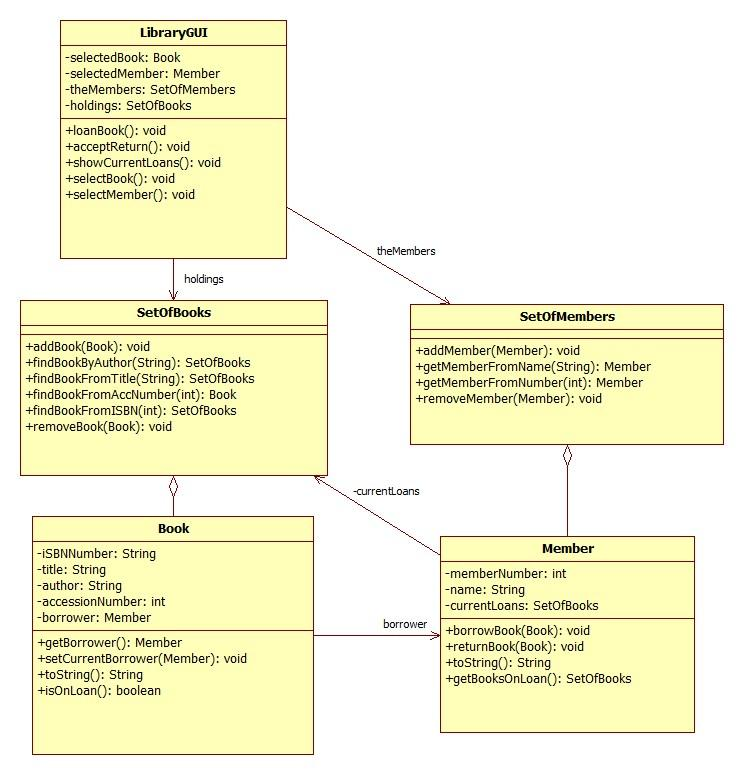 LibraryGUI
-selectedBook: Book
-selectedMember: Member
-theMembers: SetOfMembers
-holdings: SetOfBooks
+loanBook(): void
+acceptReturn(): void
+showCurrentLoans(): void
+selectBook(): void
+selectMember(): void
theMembers
holdings
SetOfBooks
+addBook(Book): void
+findBookByAuthor(String): SetOfBooks
+findBookFromTitle(String): SetOfBooks
+findBookFromAccNumber(int): Book
+findBookFromISBN(int): SetOfBooks
+removeBook(Book): void
SetOfMembers
+addMember(Member): void
+getMemberFromName(String): Member
+getMemberFromNumber(int): Member
+removeMember(Member): void
-currentLoans
Book
-iSBNNumber: String
-title: String
-author: String
-accessionNumber: int
-borrower: Member
+getBorrower(): Member
+setCurrentBorrower(Member): void
+toString(): String
+isOnLoan(): boolean
borrower
Member
-memberNumber: int
-name: String
-currentLoans: SetOfBooks
+borrowBook(Book): void
+returnBook(Book): void
+toString(): String
+getBooksOnLoan(): SetOfBooks